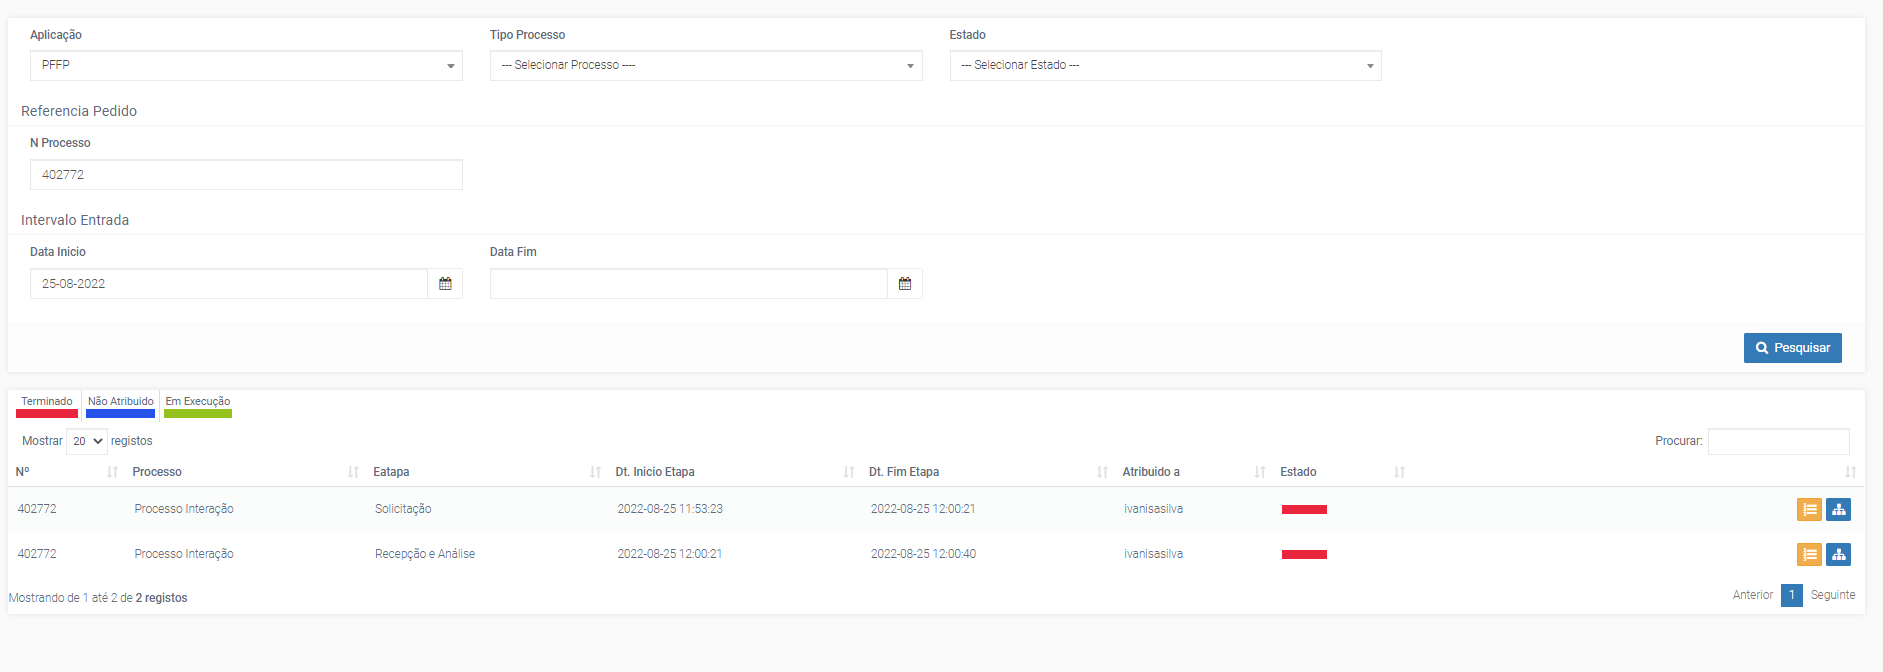 Aplicação Tipo Processo Estado
PFFP --- Selecionar Processo ---- --- Selecionar Estado ---
Referencia Pedido
N Processo
402772
Intervalo Entrada
Data Inicio Data Fim
25-08-2022
Pesquisar
Terminado Não Atribuido Em Execução
Mostrar 20 registos Procurar:
Nº Processo Eatapa Dt. Inicio Etapa Dt. Fim Etapa Atribuido a Estado
402772 Processo Interação Solicitação 2022-08-25 11:53:23 2022-08-25 12:00:21 ivanisasilva
402772 Processo Interação Recepção e Análise 2022-08-25 12:00:21 2022-08-25 12:00:40 ivanisasilva
Mostrando de 1 até 2 de 2 registos Anterior 1 Seguinte